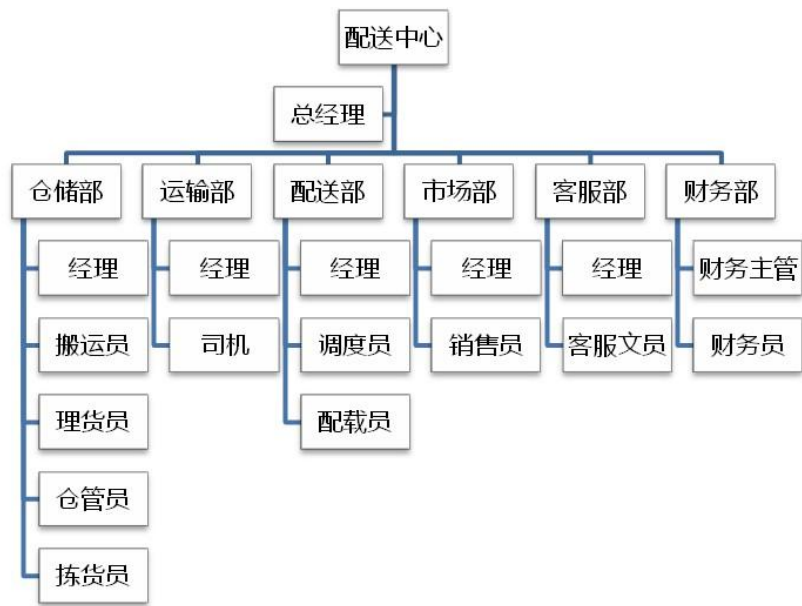 配送中心
总经理
仓储部
运输部
配送部
市场部
客服部
财务部
经理
经理
经理
经理
经理
财务主管
搬运员
司机
调度员
销售员
客服文员
财务员
理货员
配载员
仓管员
拣货员